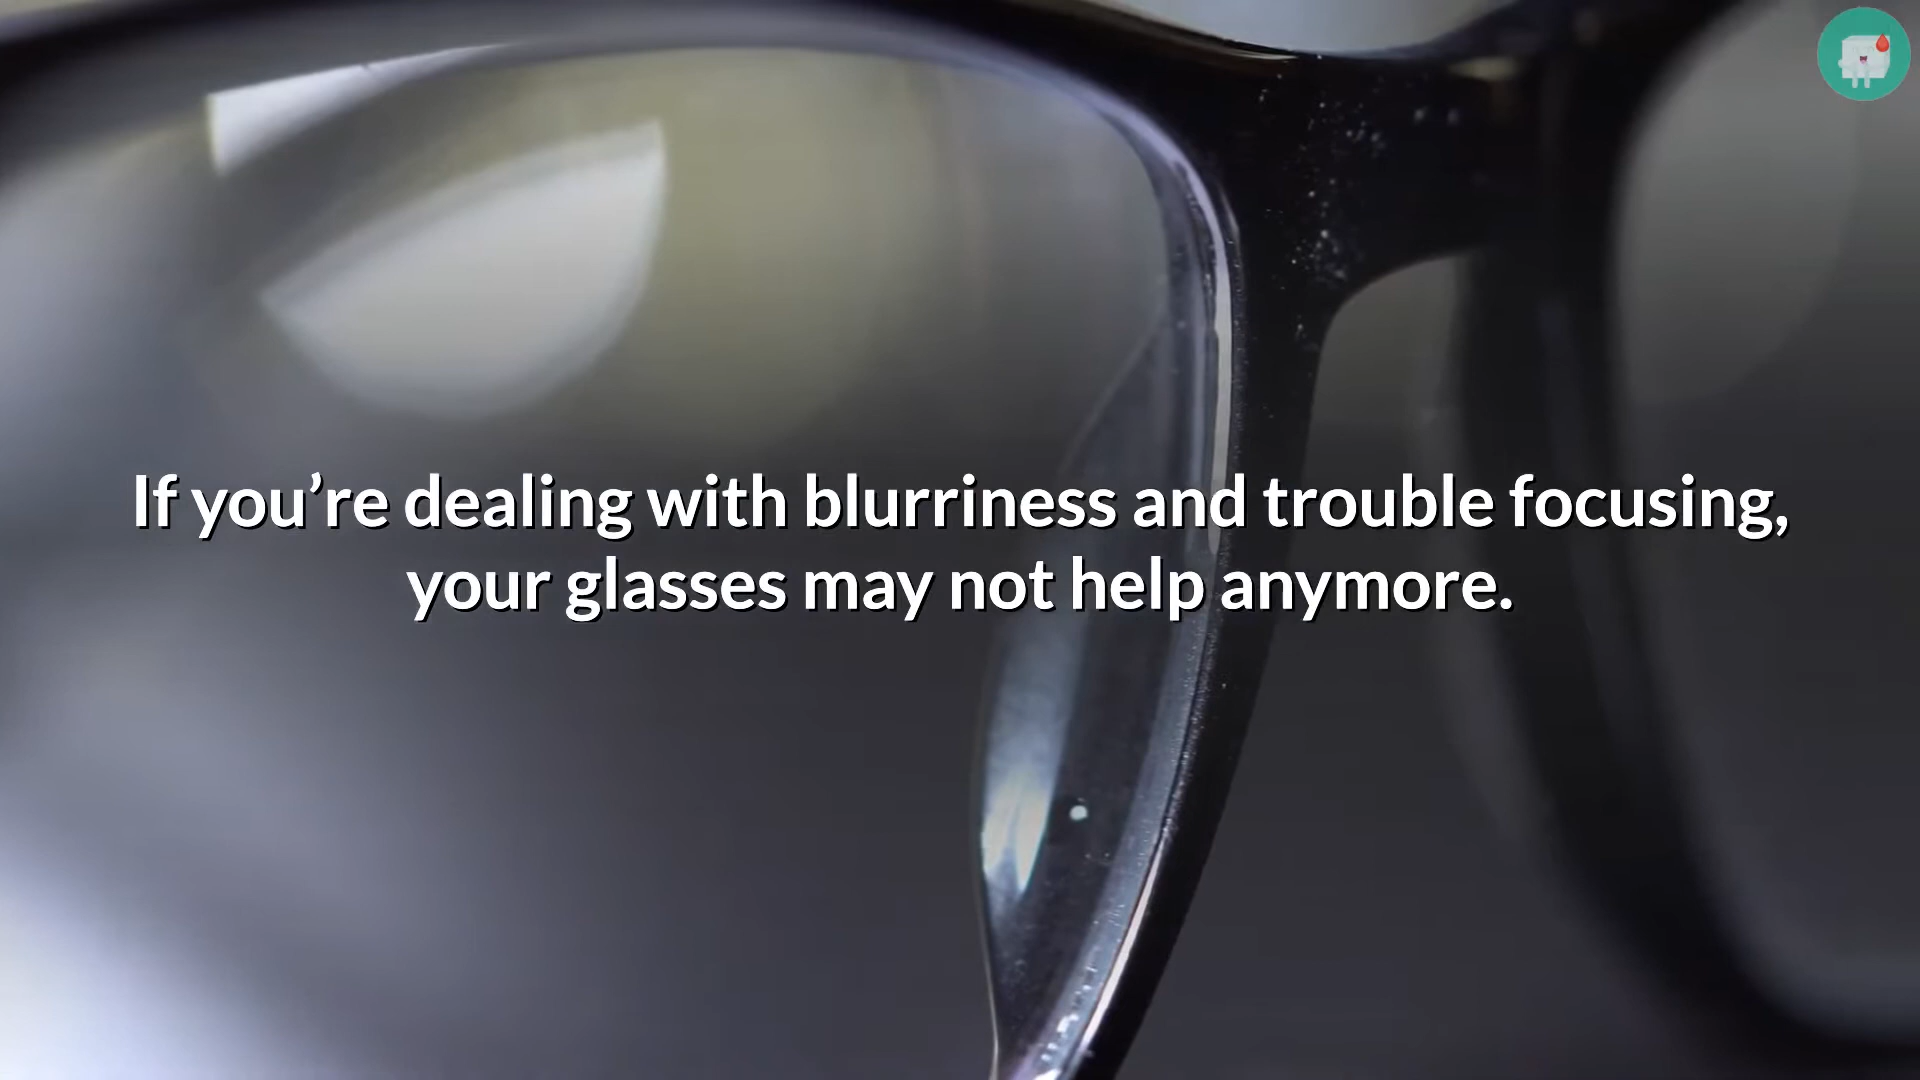 If you’re dealing with blurriness and trouble focusing,
your glasses may not help anymore.